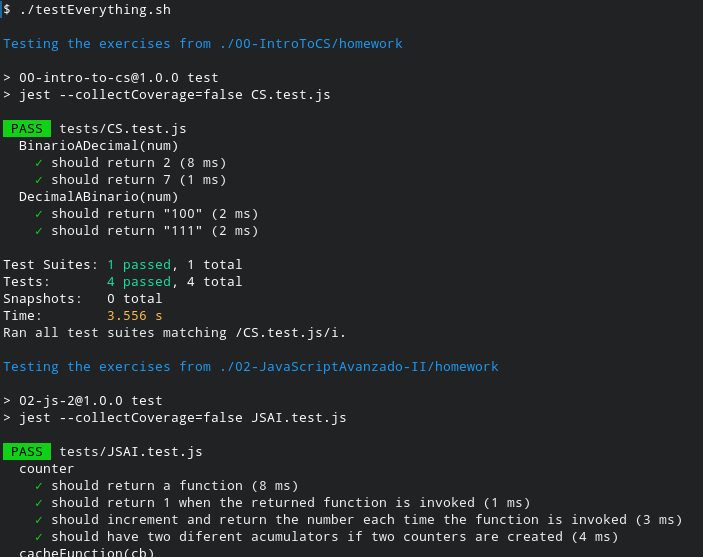 $ ./testEverything.sh
Testing the exercises from ./00-IntroToCS/homework
> 00-intro-to-cs@1.0.0 test
> jest --collectCoverage=false CS.test.js
PASS tests/CS.test.js
BinarioADecimal(num)
✓ should return 2 (8 ms)
✓ should return 7 (1 ms)
DecimalABinario(num)
✓ should return "100" (2 ms)
✓ should return "111" (2 ms)
Test Suites: 1 passed, 1 total
Tests: 4 passed, 4 total
Snapshots: 0 total
Time: 3.556 s
Ran all test suites matching /CS.test.js/i.
Testing the exercises from ./02-JavaScriptAvanzado-II/homework
> 02-js-2@1.0.0 test
> jest --collectCoverage=false JSAI.test.js
PASS tests/JSAI.test.js
counter
✓ should return a function (8 ms)
✓ should return 1 when the returned function is invoked (1 ms)
✓ should increment and return the number each time the function is invoked (3 ms)
✓ should have two diferent acumulators if two counters are created (4 ms)
cacheFunction(cb)